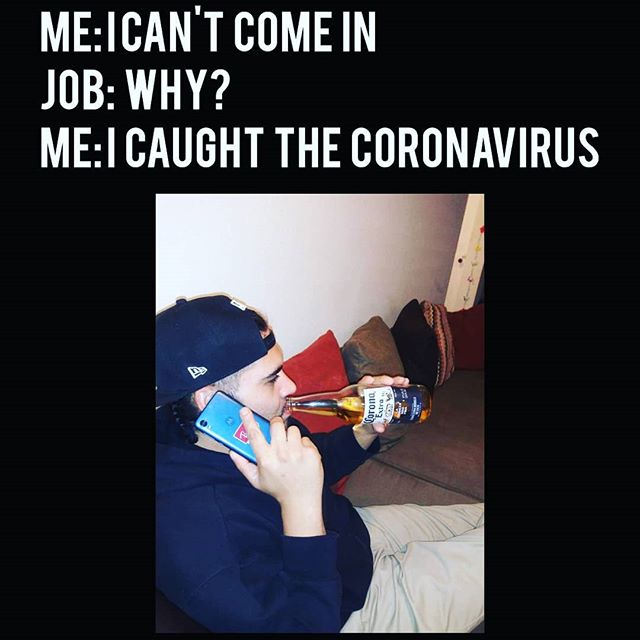 ME: I CAN'T COME IN
JOB: WHY?
ME: I CAUGHT THE CORONAVIRUS
Corona
Extra